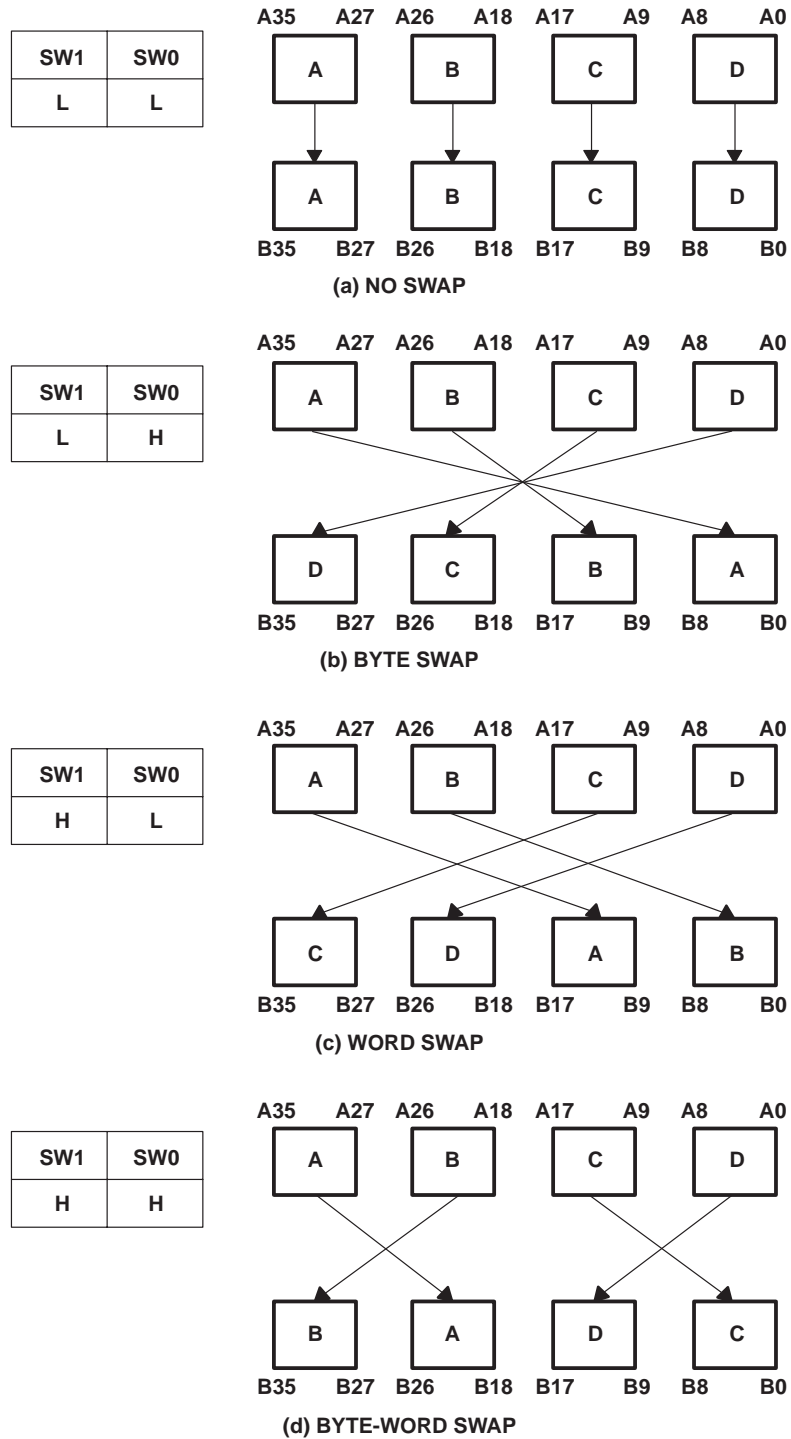 A35 A27 A26 A18 A17 A9 A8 A0
SW1 SW0
L L
A B C D
A B C D
B35 B27 B26 B18 B17 B9 B8 B0
(a) NO SWAP
A35 A27 A26 A18 A17 A9 A8 A0
SW1 SW0
L H
A B C D
D C B A
B35 B27 B26 B18 B17 B9 B8 B0
(b) BYTE SWAP
A35 A27 A26 A18 A17 A9 A8 A0
SW1 SW0
H L
A B C D
C D A B
B35 B27 B26 B18 B17 B9 B8 B0
(c) WORD SWAP
A35 A27 A26 A18 A17 A9 A8 A0
SW1 SW0
H H
A B C D
B A D C
B35 B27 B26 B18 B17 B9 B8 B0
(d) BYTE-WORD SWAP